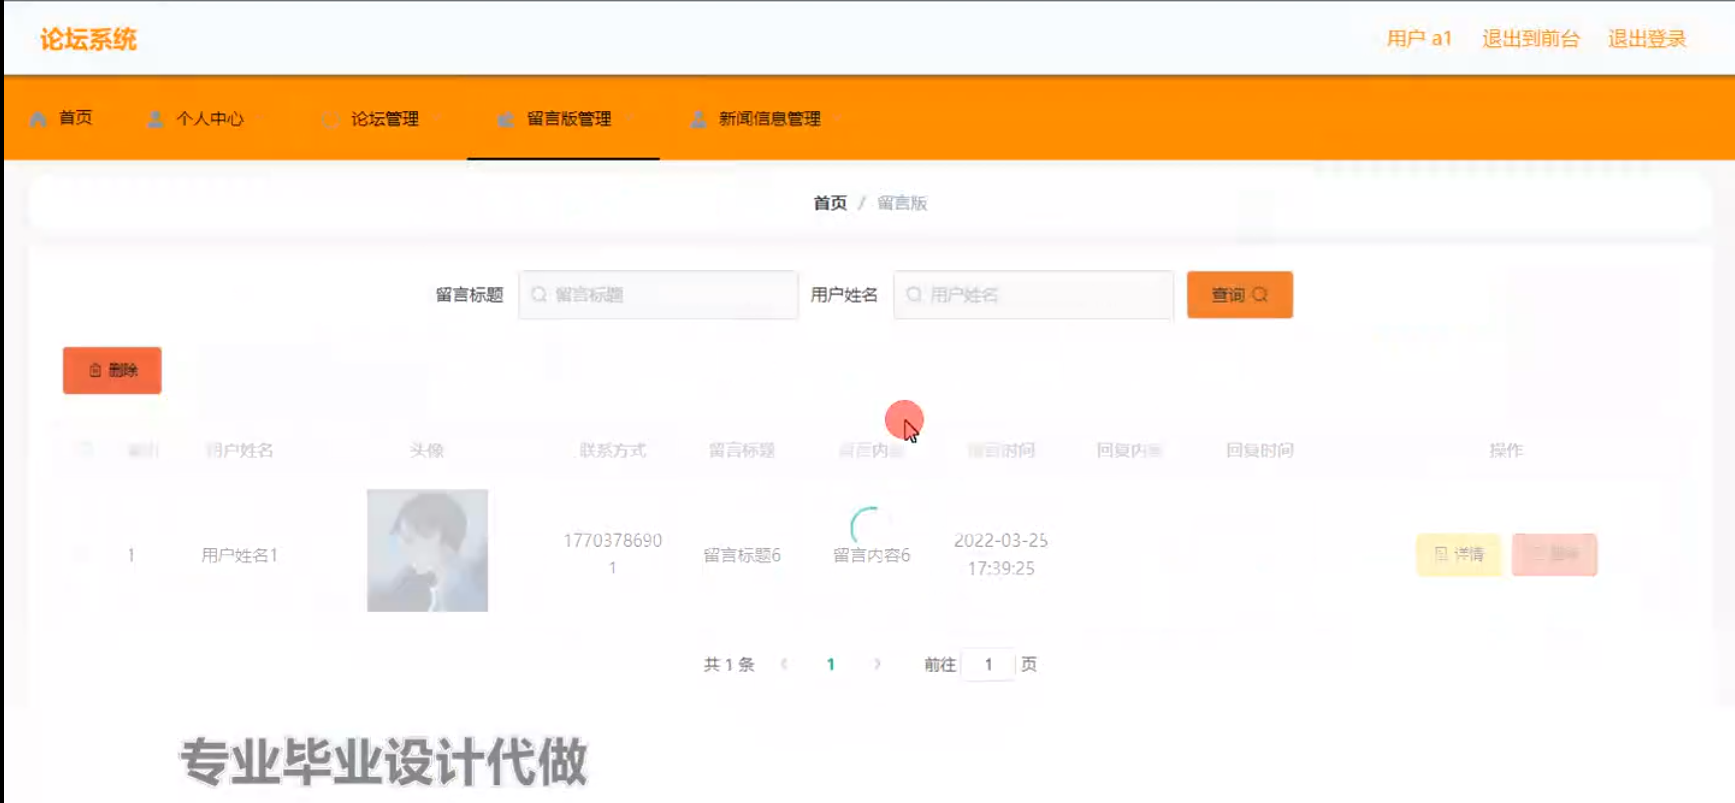 论坛系统
用户 a1 退出到前台 退出登录
首页 个人中心 论坛管理 留言版管理 新闻信息管理
首页 / 留言版
留言标题 留言标题 用户姓名 用户姓名 查询
删除
用户姓名 头像 联系方式 留言标题 留言内容 留言时间 回复内容 回复时间 操作
1 用户姓名1 1770378690 留言标题6 留言内容6 2022-03-25 详情
1 17:39:25
共 1 条 1 前往 1 页
专业毕业设计代做